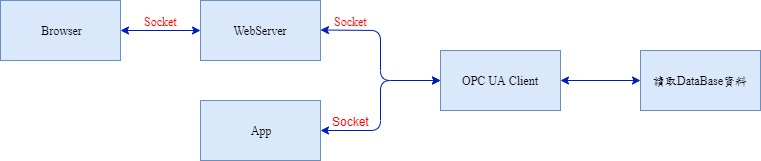 Browser
Socket
WebServer
Socket
OPC UA Client
讀取DataBase資料
App
Socket